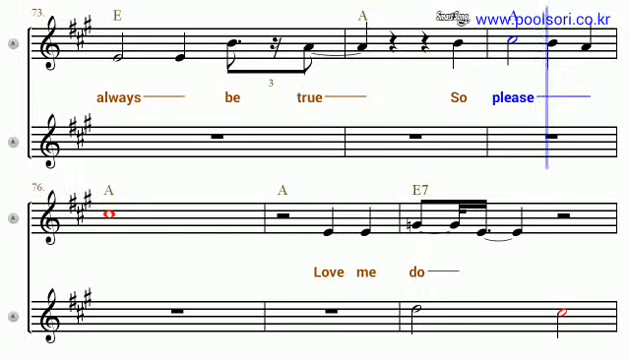 73 E A A www.poolsori.co.kr
3
always be true So please
76. A A E7
Love me do